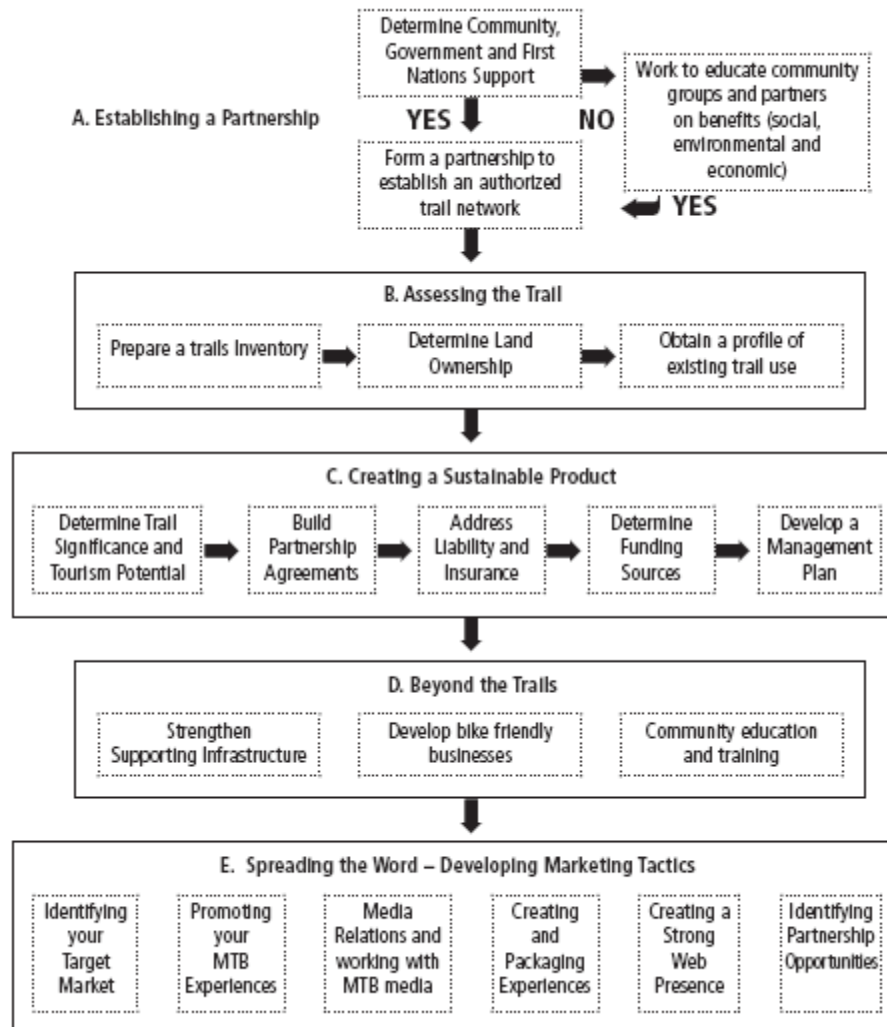 Determine Community,
Government and First
Nations Support
Work to educate community
groups and partners
on benefits (social,
environmental and
economic)
A. Establishing a Partnership
YES
NO
Form a partnership to
establish an authorized
trail network
YES
B. Assessing the Trail
Prepare a trails Inventory
Determine Land
Ownership
Obtain a profile of
existing trail use
C. Creating a Sustainable Product
Determine Trail
Significance and
Tourism Potential
Build
Partnership
Agreements
Address
Liability and
Insurance
Determine
Funding
Sources
Develop a
Management
Plan
D. Beyond the Trails
Strengthen
Supporting Infrastructure
Develop bike friendly
businesses
Community education
and training
E. Spreading the Word – Developing Marketing Tactics
Identifying
your
Target
Market
Promoting
your
MTB
Experiences
Media
Relations and
working with
MTB media
Creating
and
Packaging
Experiences
Creating a
Strong
Web
Presence
Identifying
Partnership
Opportunities